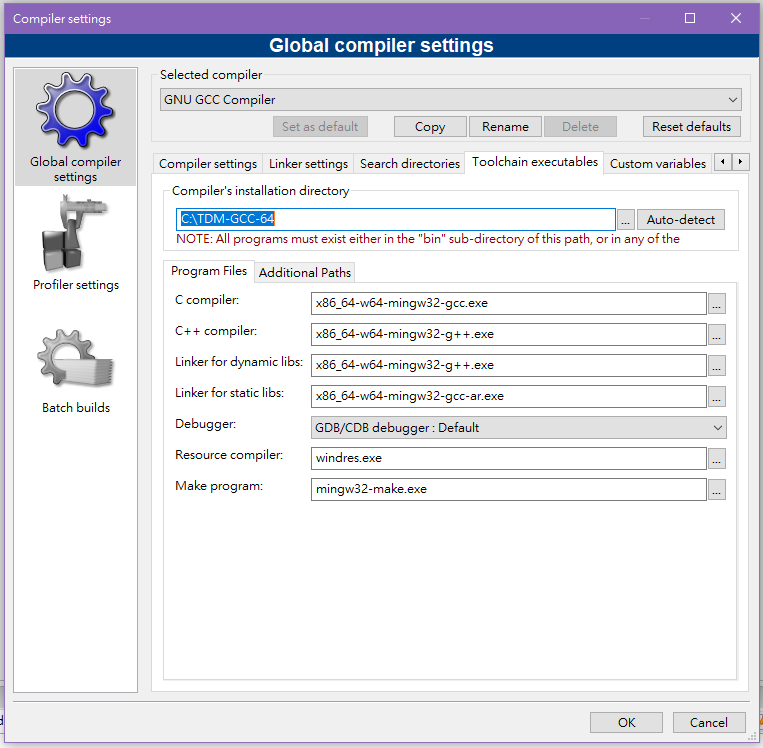 Compiler settings
Global compiler settings
Global compiler
settings
Profiler settings
Batch builds
Selected compiler
GNU GCC Compiler
Set as default
Copy
Rename
Delete
Reset defaults
Compiler settings
Linker settings
Search directories
Toolchain executables
Custom variables
Compiler's installation directory
C:\TDM-GCC-64
...
Auto-detect
NOTE: All programs must exist either in the "bin" sub-directory of this path, or in any of the
Program Files
Additional Paths
C compiler:
x86_64-w64-mingw32-gcc.exe
...
C++ compiler:
x86_64-w64-mingw32-g++.exe
...
Linker for dynamic libs:
x86_64-w64-mingw32-g++.exe
...
Linker for static libs:
x86_64-w64-mingw32-gcc-ar.exe
...
Debugger:
GDB/CDB debugger : Default
Resource compiler:
windres.exe
...
Make program:
mingw32-make.exe
...
OK
Cancel